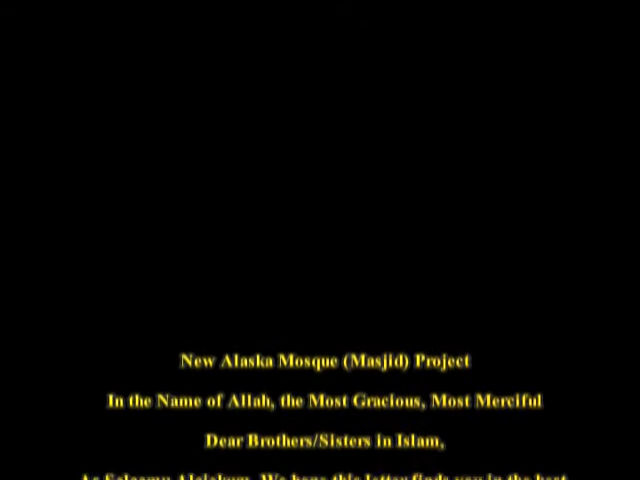 New Alaska Mosque (Masjid) Project
In the Name of Allah, the Most Gracious, Most Merciful
Dear Brothers/Sisters in Islam,
As Salaamu Alaiakum. We hope this letter finds you in the best